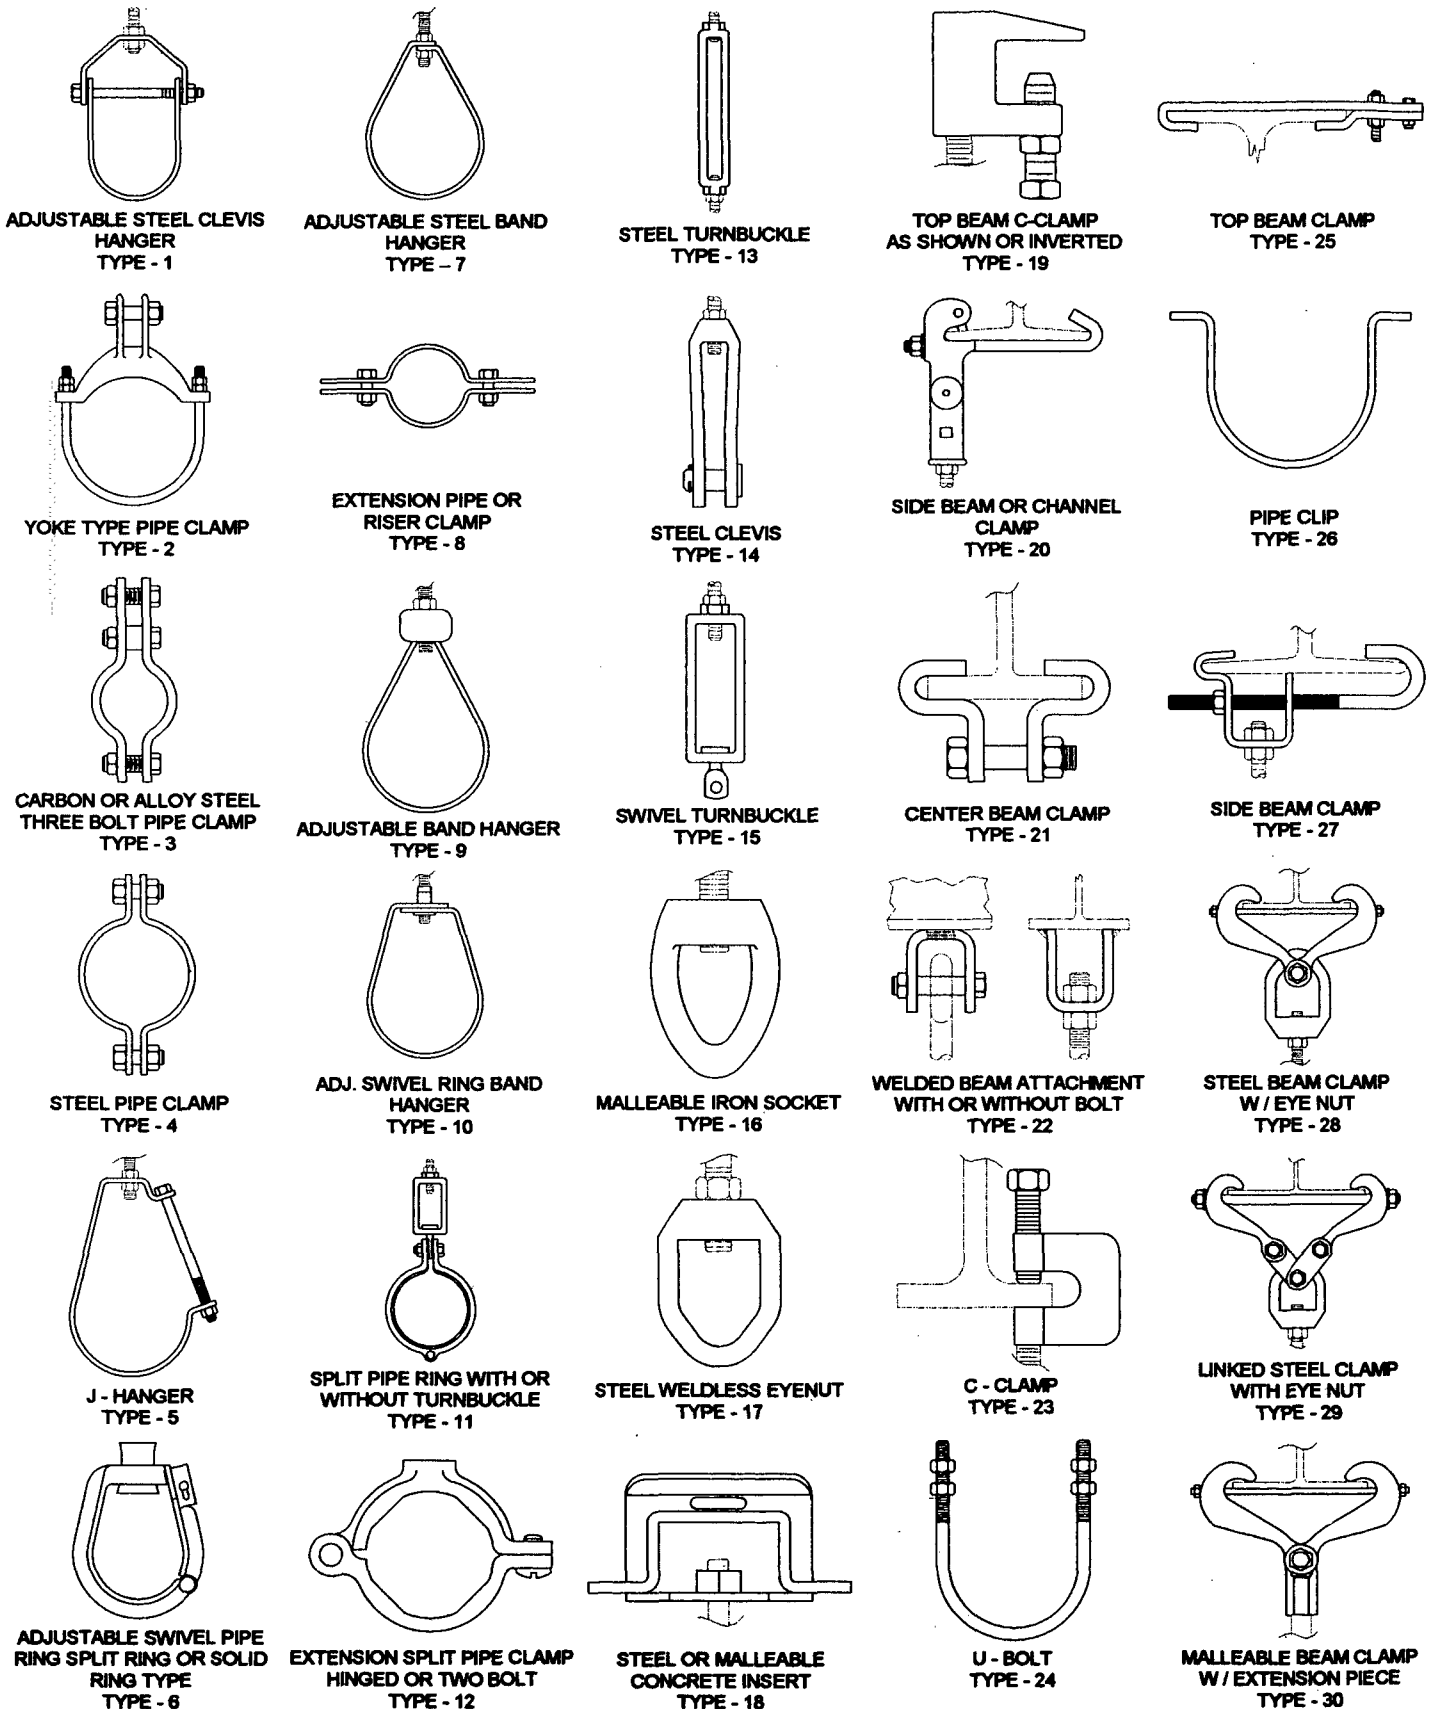 ADJUSTABLE STEEL CLEVIS
HANGER
TYPE - 1
ADJUSTABLE STEEL BAND
HANGER
TYPE - 7
STEEL TURNBUCKLE
TYPE - 13
TOP BEAM C-CLAMP
AS SHOWN OR INVERTED
TYPE - 19
TOP BEAM CLAMP
TYPE - 25
YOKE TYPE PIPE CLAMP
TYPE - 2
EXTENSION PIPE OR
RISER CLAMP
TYPE - 8
STEEL CLEVIS
TYPE - 14
SIDE BEAM OR CHANNEL
CLAMP
TYPE - 20
PIPE CLIP
TYPE - 26
CARBON OR ALLOY STEEL
THREE BOLT PIPE CLAMP
TYPE - 3
ADJUSTABLE BAND HANGER
TYPE - 9
SWIVEL TURNBUCKLE
TYPE - 15
CENTER BEAM CLAMP
TYPE - 21
SIDE BEAM CLAMP
TYPE - 27
STEEL PIPE CLAMP
TYPE - 4
ADJ. SWIVEL RING BAND
HANGER
TYPE - 10
MALLEABLE IRON SOCKET
TYPE - 16
WELDED BEAM ATTACHMENT
WITH OR WITHOUT BOLT
TYPE - 22
STEEL BEAM CLAMP
W / EYE NUT
TYPE - 28
J - HANGER
TYPE - 5
SPLIT PIPE RING WITH OR
WITHOUT TURNBUCKLE
TYPE - 11
STEEL WELDLESS EYENUT
TYPE - 17
C - CLAMP
TYPE - 23
LINKED STEEL CLAMP
WITH EYE NUT
TYPE - 29
ADJUSTABLE SWIVEL PIPE
RING SPLIT RING OR SOLID
RING TYPE
TYPE - 6
EXTENSION SPLIT PIPE CLAMP
HINGED OR TWO BOLT
TYPE - 12
STEEL OR MALLEABLE
CONCRETE INSERT
TYPE - 18
U - BOLT
TYPE - 24
MALLEABLE BEAM CLAMP
W / EXTENSION PIECE
TYPE - 30